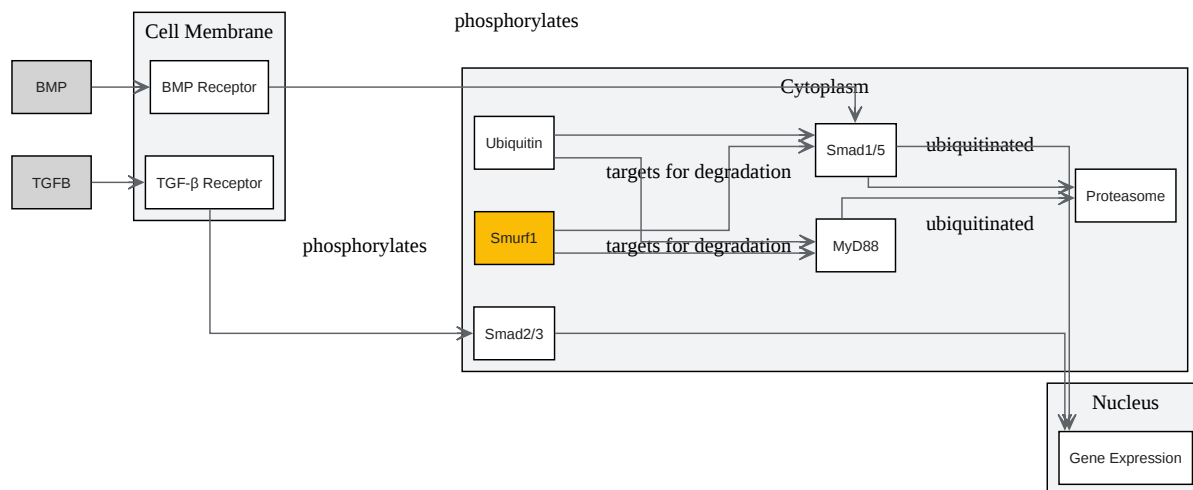 phosphorylates
Cell Membrane
BMP
BMP Receptor
Cytoplasm
Ubiquitin
Smad1/5
ubiquitinated
targets for degradation
TGFB
TGF-β Receptor
Proteasome
ubiquitinated
Smurf1
phosphorylates
targets for degradation
MyD88
Smad2/3
Nucleus
Gene Expression